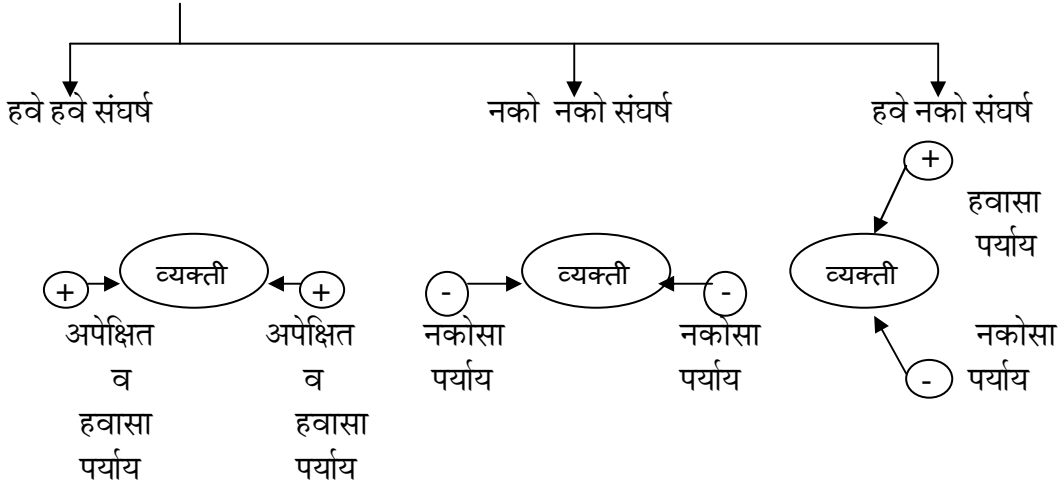 हवे हवे संघर्ष नको नको संघर्ष हवे नको संघर्ष
+
हवासा
पर्याय
व्यक्ती व्यक्ती व्यक्ती
+ + - -
अपेक्षित अपेक्षित नकोसा नकोसा नकोसा
व व पर्याय पर्याय - पर्याय
हवासा हवासा
पर्याय पर्याय